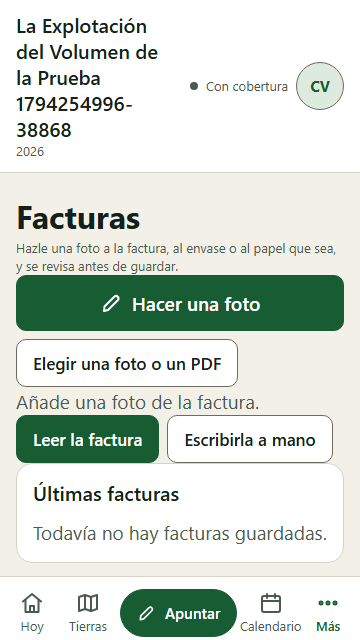 La Explotación
del Volumen de
la Prueba
1794254996-
38868
2026
Con cobertura
CV
Facturas
Hazle una foto a la factura, al envase o al papel que sea,
y se revisa antes de guardar.
Hacer una foto
Elegir una foto o un PDF
Añade una foto de la factura.
Leer la factura
Escribirla a mano
Últimas facturas
Todavía no hay facturas guardadas.
Hoy
Tierras
Apuntar
Calendario
Más